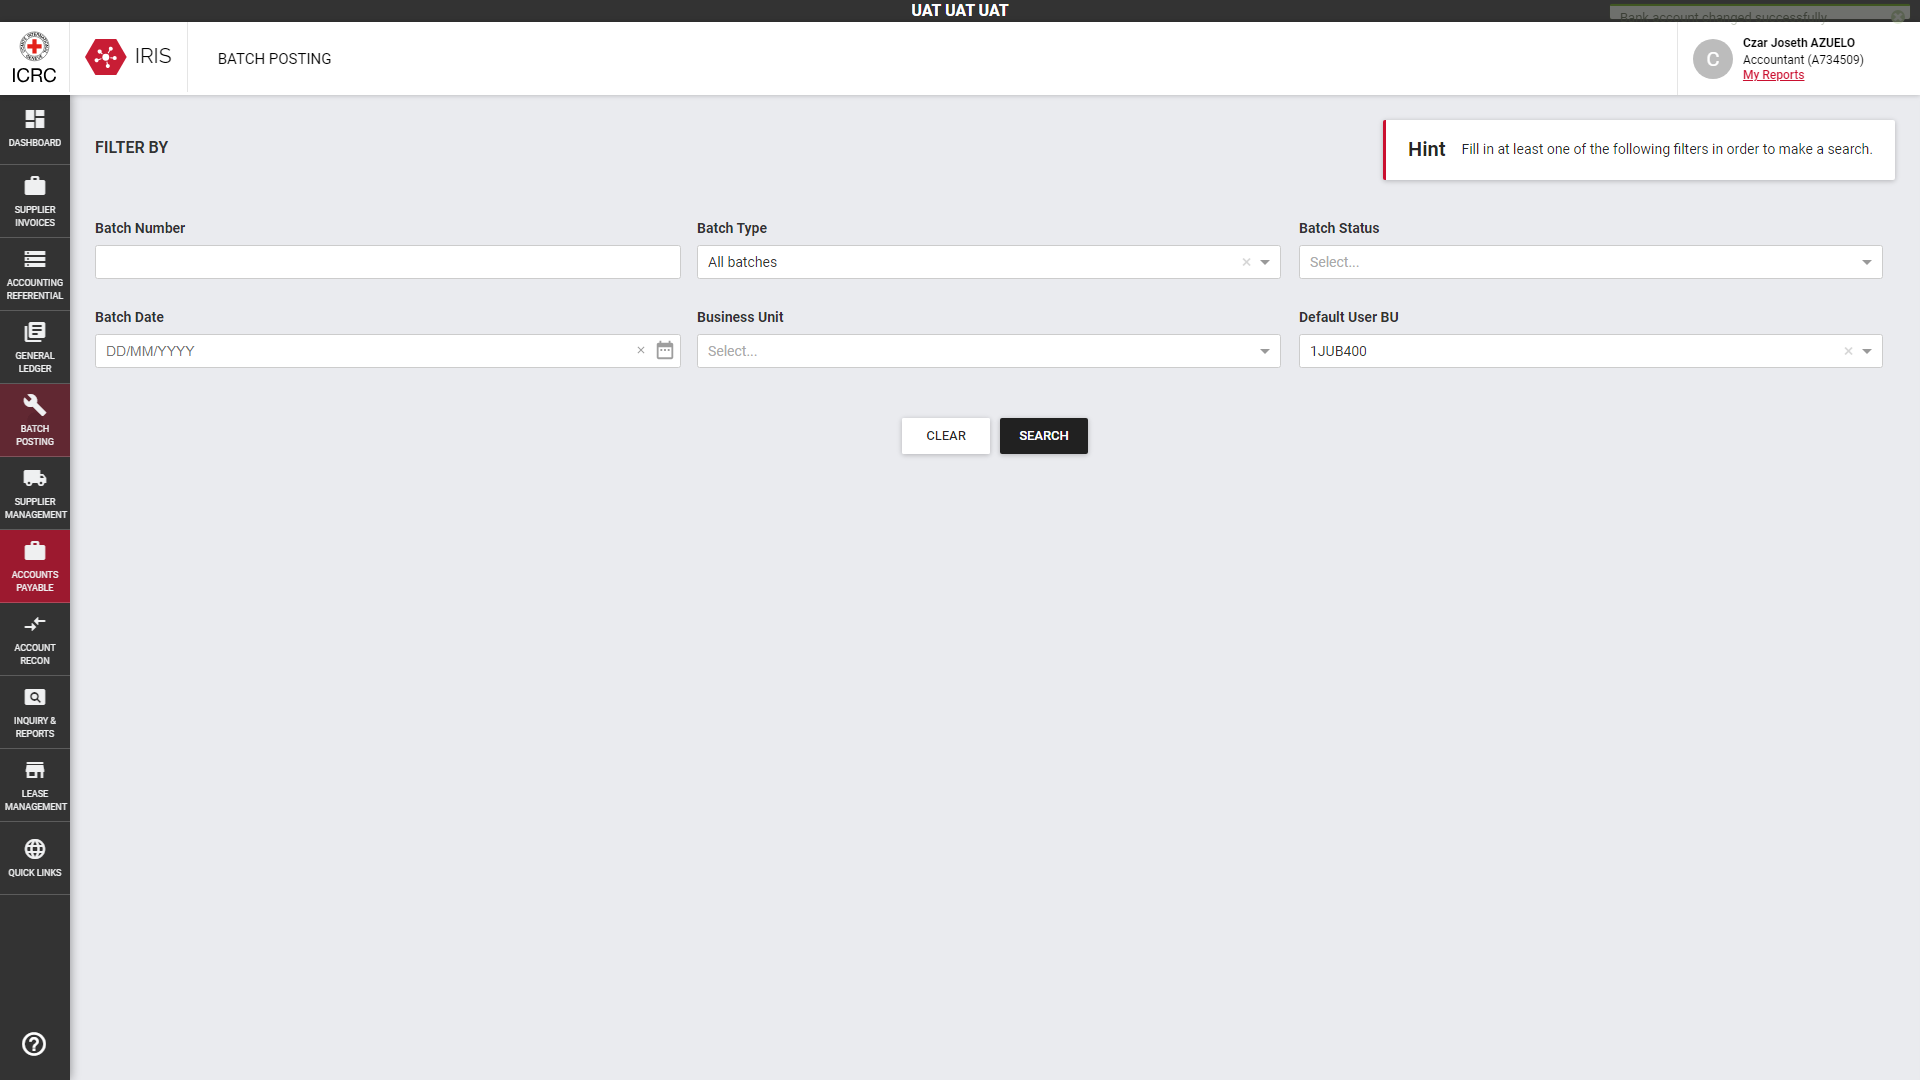 UAT UAT UAT
Bank account changed successfully
ICRC
IRIS
BATCH POSTING
C
Czar Joseth AZUELO
Accountant (A734509)
My Reports
DASHBOARD
SUPPLIER
INVOICES
ACCOUNTING
REFERENTIAL
GENERAL
LEDGER
BATCH
POSTING
SUPPLIER
MANAGEMENT
ACCOUNTS
PAYABLE
ACCOUNT
RECON
INQUIRY &
REPORTS
LEASE
MANAGEMENT
QUICK LINKS
FILTER BY
Hint Fill in at least one of the following filters in order to make a search.
Batch Number
Batch Type
All batches
Batch Status
Select...
Batch Date
DD/MM/YYYY
Business Unit
Select...
Default User BU
1JUB400
CLEAR
SEARCH